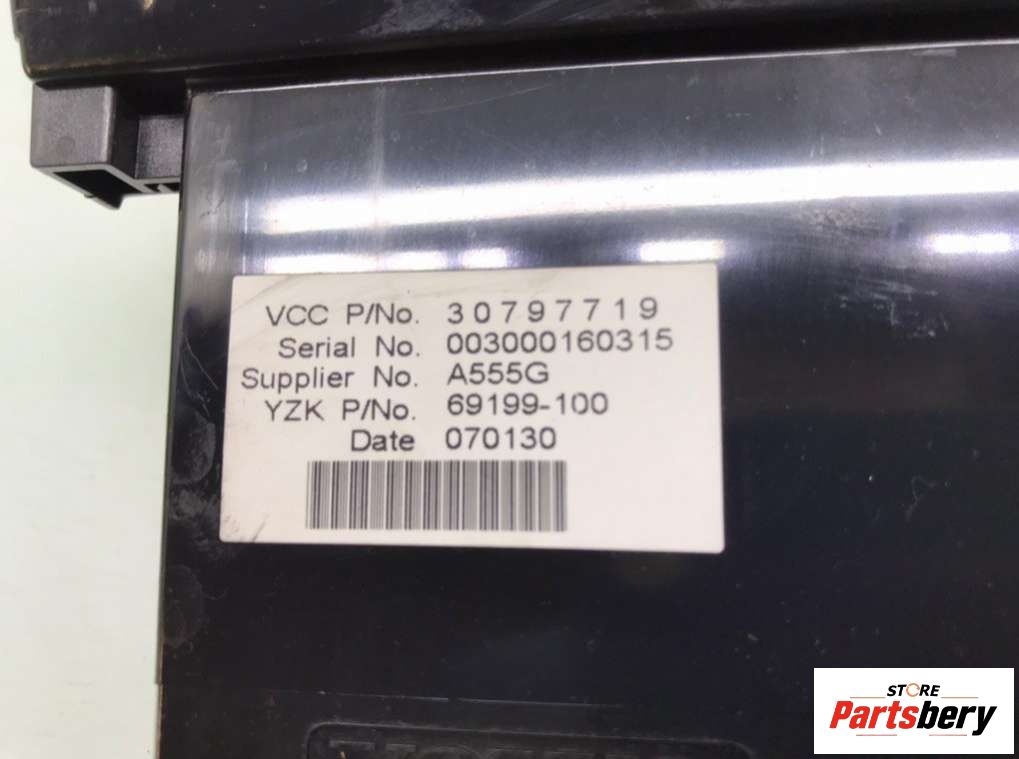 VCC P/No. 30797719
Serial No. 003000160315
Supplier No. A555G
YZK P/No. 69199-100
Date 070130
STORE
Partsbery